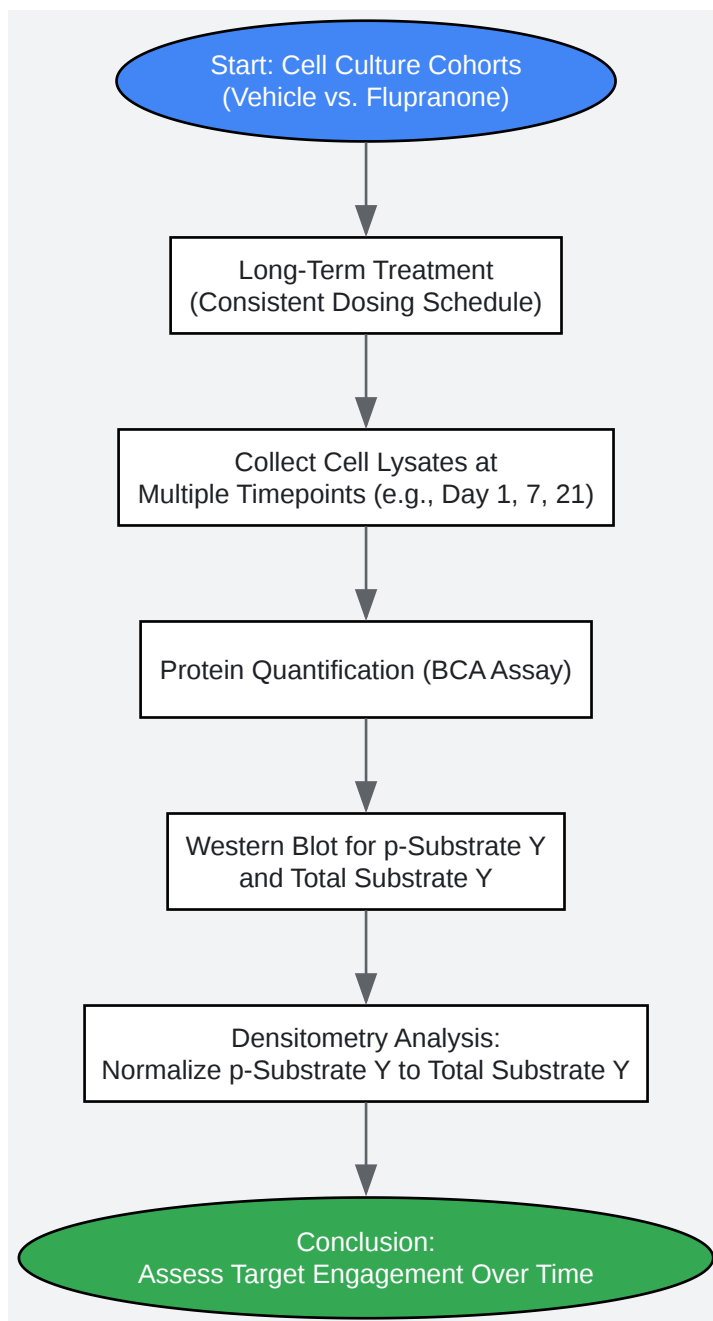 Start: Cell Culture Cohorts
(Vehicle vs. Flupranone)
Long-Term Treatment
(Consistent Dosing Schedule)
Collect Cell Lysates at
Multiple Timepoints (e.g., Day 1, 7, 21)
Protein Quantification (BCA Assay)
Western Blot for p-Substrate Y
and Total Substrate Y
Densitometry Analysis:
Normalize p-Substrate Y to Total Substrate Y
Conclusion:
Assess Target Engagement Over Time